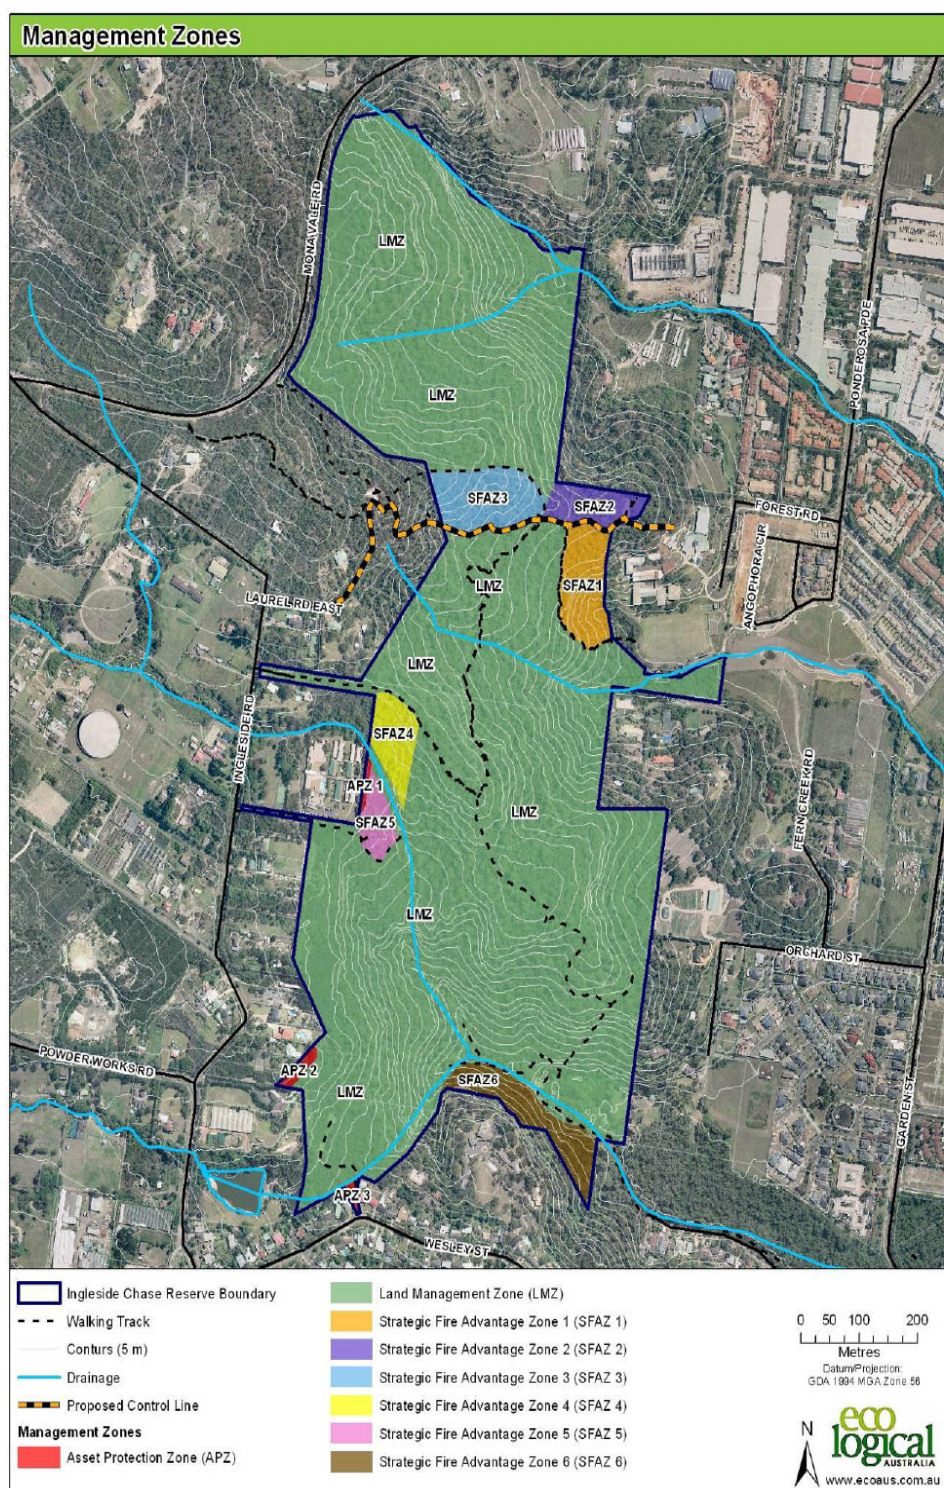 Management Zones
MONA VALE RD
LMZ
PONDEROSA PDE
LMZ
SFAZ3
SFAZ2
FOREST RD
ANGOPHORA CIR
LMZ
SFAZ1
LAUREL RD EAST
LMZ
INGLESIDE RD
SFAZ4
APZ 1
SFAZ5
LMZ
FERN CREEK RD
LMZ
ORCHARD ST
POWDER WORKS RD
APZ 2
SFAZ6
LMZ
GARDEN ST
APZ 3
WESLEY ST
Ingleside Chase Reserve Boundary
Walking Track
Conturs (5 m)
Drainage
Proposed Control Line
Management Zones
Asset Protection Zone (APZ)
Land Management Zone (LMZ)
Strategic Fire Advantage Zone 1 (SFAZ 1)
Strategic Fire Advantage Zone 2 (SFAZ 2)
Strategic Fire Advantage Zone 3 (SFAZ 3)
Strategic Fire Advantage Zone 4 (SFAZ 4)
Strategic Fire Advantage Zone 5 (SFAZ 5)
Strategic Fire Advantage Zone 6 (SFAZ 6)
0 50 100 200
Metres
Datum/Projection:
GDA 1994 MGA Zone 56
N
eco
logical
AUSTRALIA
www.ecoaus.com.au